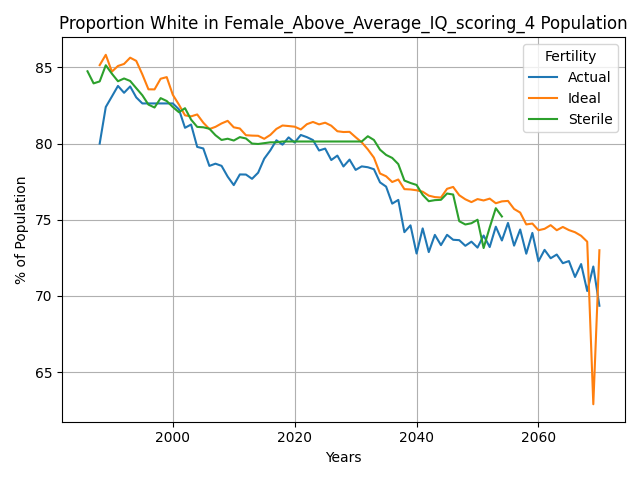 Proportion White in Female_Above_Average_IQ_scoring_4 Population
Fertility
Actual
Ideal
Sterile
% of Population
85
80
75
70
65
2000
2020
2040
2060
Years